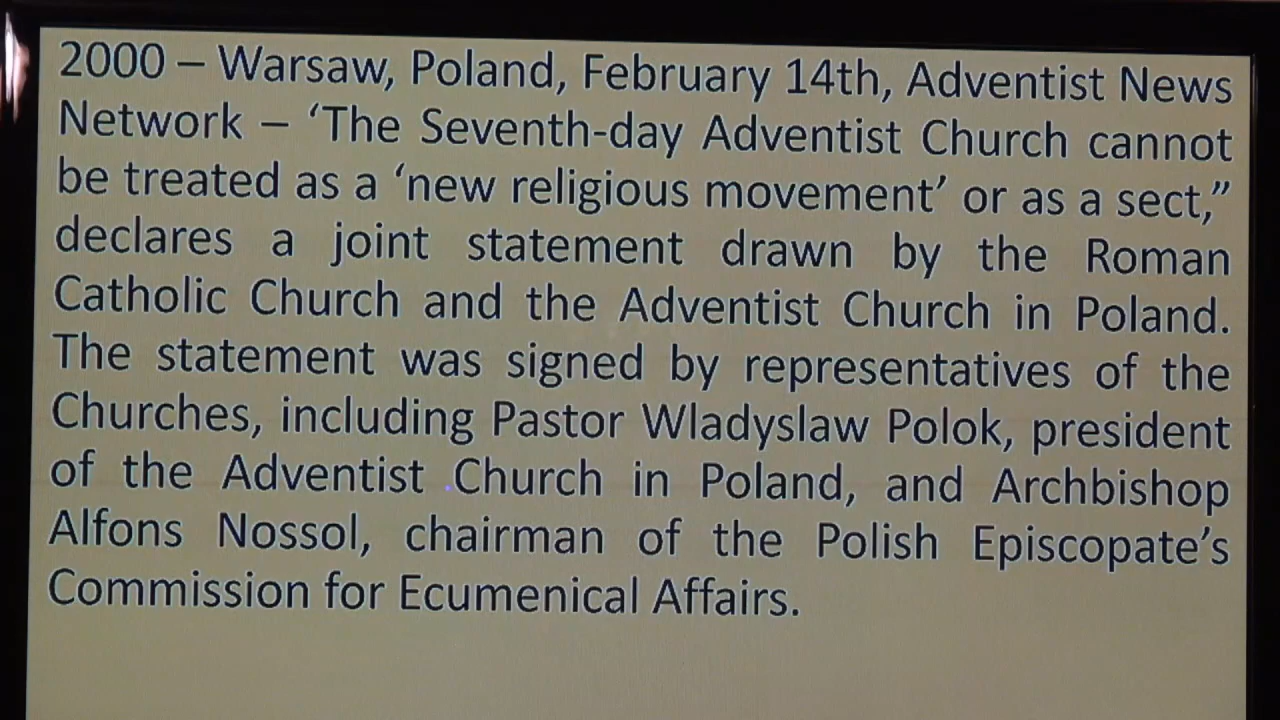 2000 – Warsaw, Poland, February 14th, Adventist News
Network – ‘The Seventh-day Adventist Church cannot
be treated as a ‘new religious movement’ or as a sect,”
declares a joint statement drawn by the Roman
Catholic Church and the Adventist Church in Poland.
The statement was signed by representatives of the
Churches, including Pastor Wladyslaw Polok, president
of the Adventist Church in Poland, and Archbishop
Alfons Nossol, chairman of the Polish Episcopate’s
Commission for Ecumenical Affairs.